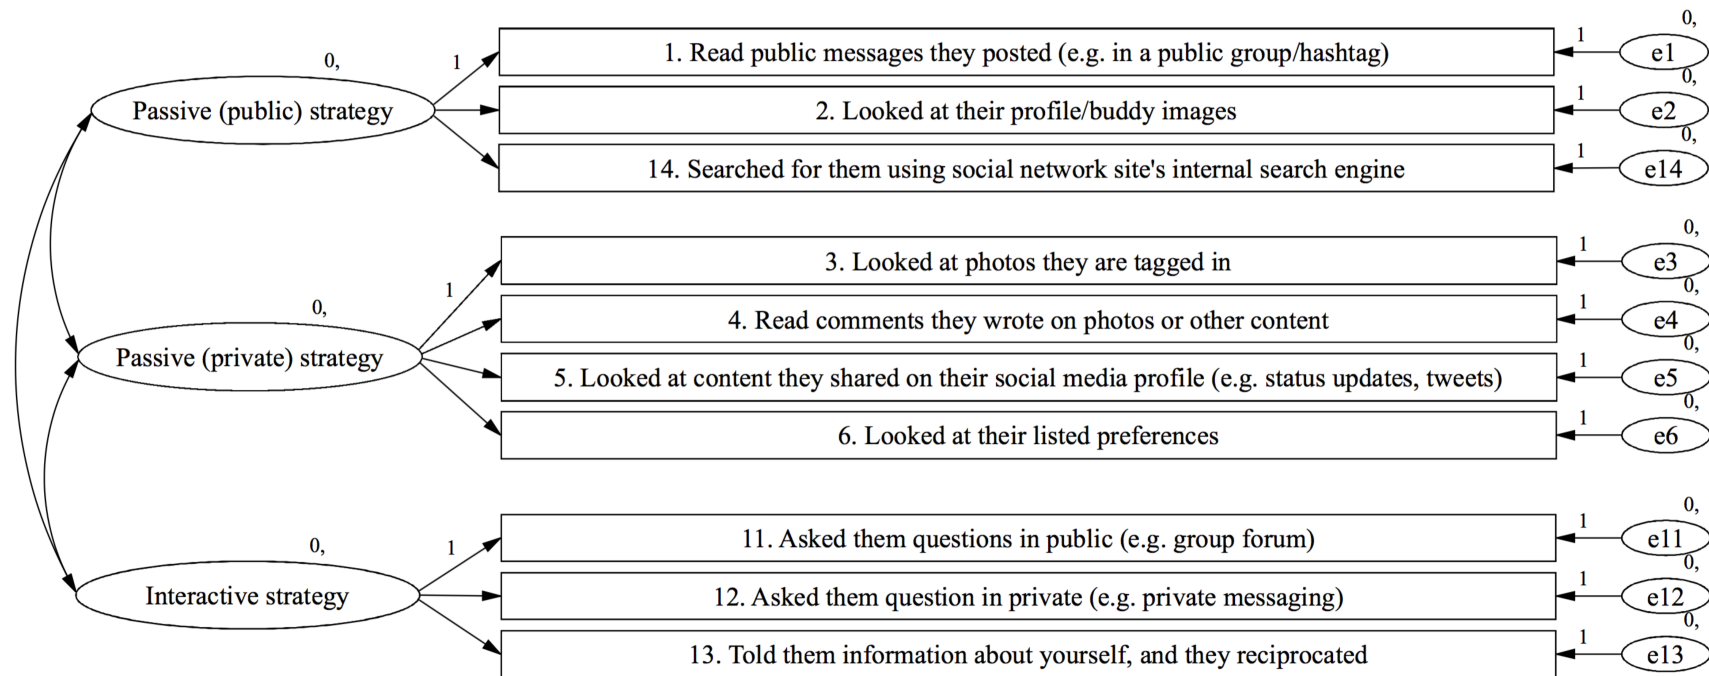 0,
1
1. Read public messages they posted (e.g. in a public group/hashtag)
1
0,
e1
Passive (public) strategy
2. Looked at their profile/buddy images
1
0,
e2
14. Searched for them using social network site's internal search engine
1
0,
e14
0,
1
3. Looked at photos they are tagged in
1
0,
e3
4. Read comments they wrote on photos or other content
1
0,
e4
Passive (private) strategy
5. Looked at content they shared on their social media profile (e.g. status updates, tweets)
1
0,
e5
6. Looked at their listed preferences
1
0,
e6
0,
1
11. Asked them questions in public (e.g. group forum)
1
0,
e11
Interactive strategy
12. Asked them question in private (e.g. private messaging)
1
0,
e12
13. Told them information about yourself, and they reciprocated
1
0,
e13